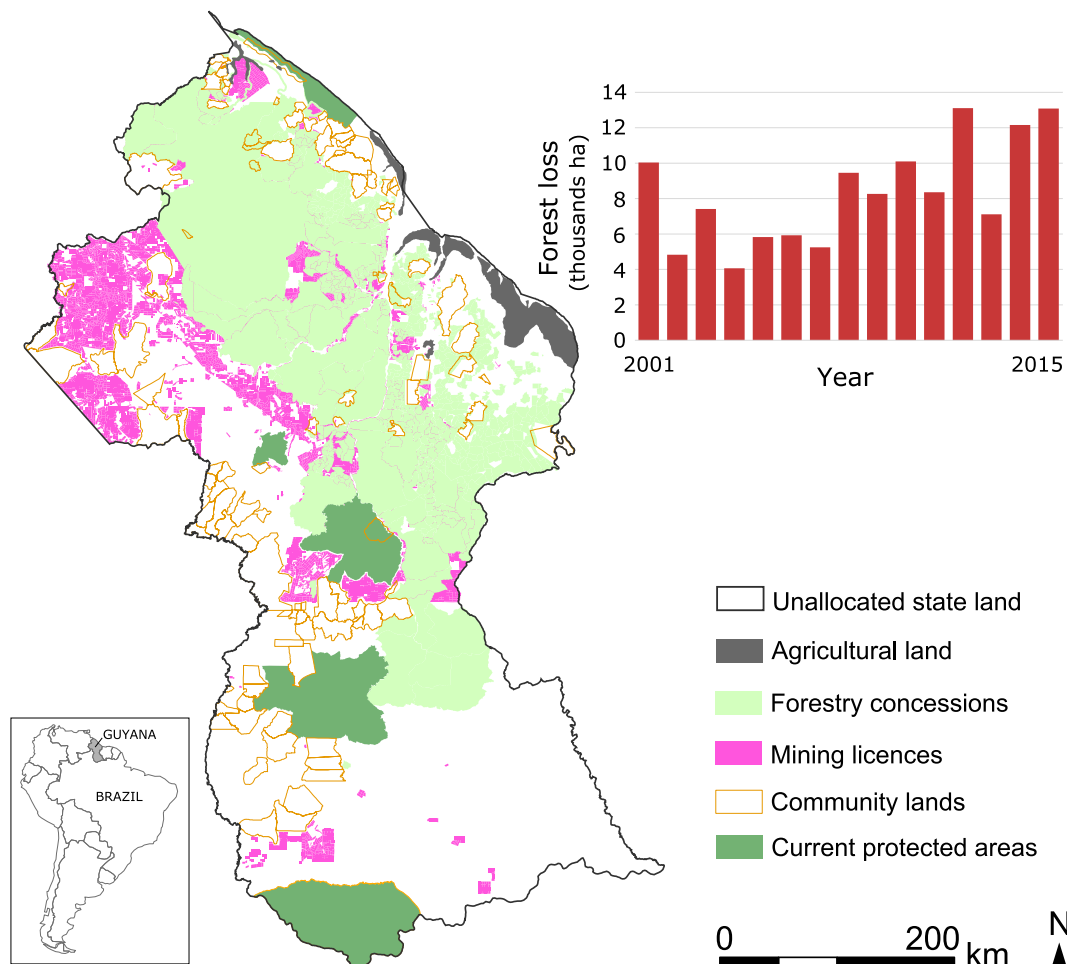 Forest loss
(thousands ha)
14
12
10
8
6
4
2
0
2001
2015
Year
Unallocated state land
Agricultural land
Forestry concessions
Mining licences
Community lands
Current protected areas
GUYANA
BRAZIL
0
200
km
N